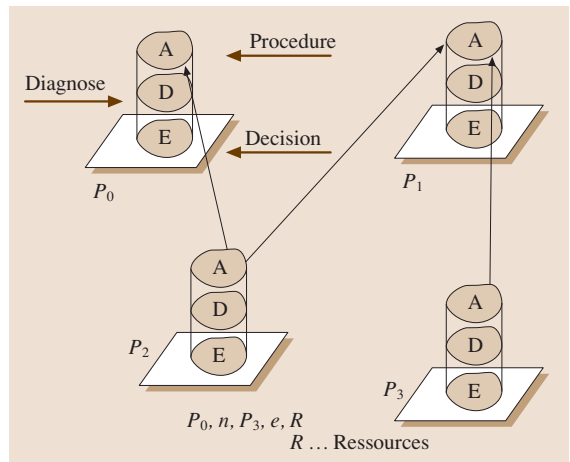 A
Procedure
A
Diagnose
D
D
E
Decision
E
P0
P1
A
D
A
P2
E
D
P3
E
P0, n, P3, e, R
R … Ressources